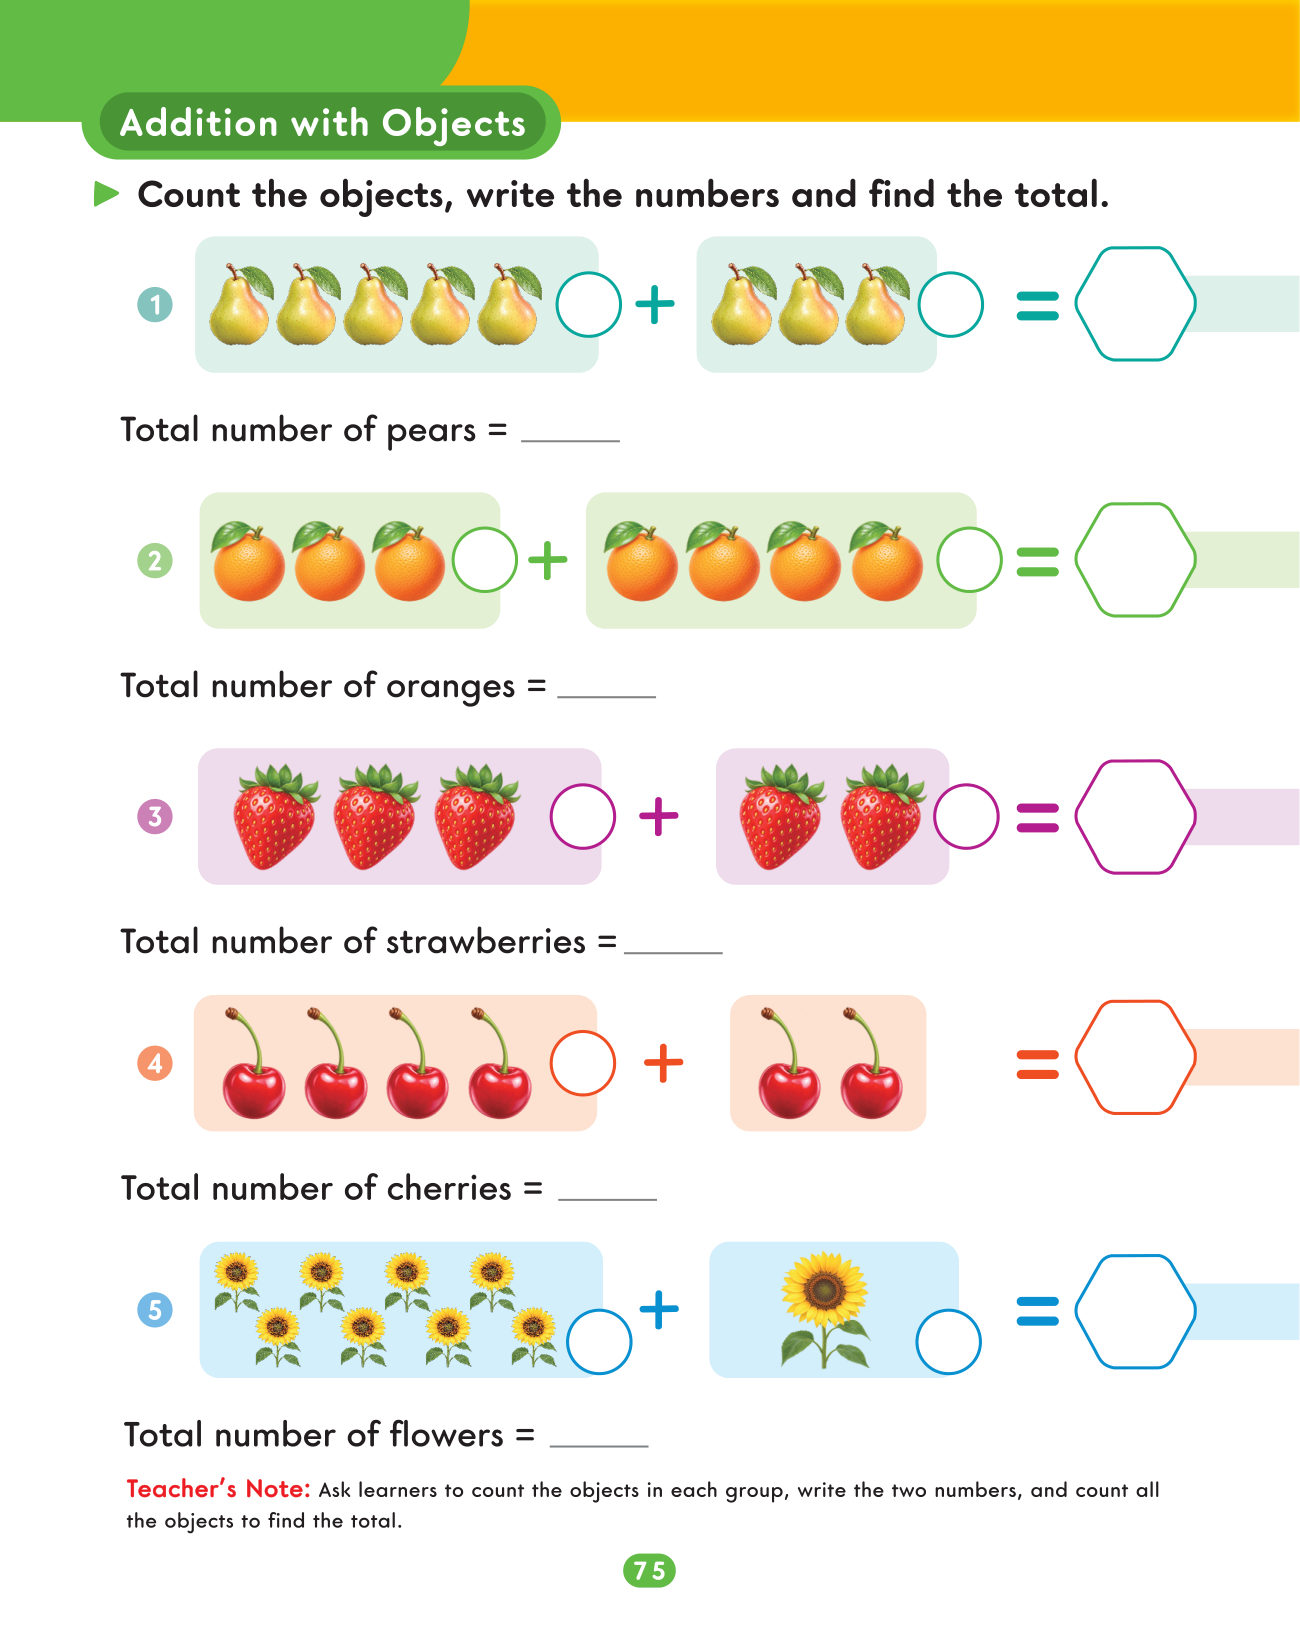 Addition with Objects
Count the objects, write the numbers and find the total.
1 + =
Total number of pears = ______
2 + =
Total number of oranges = ______
3 + =
Total number of strawberries = ______
4 + =
Total number of cherries = ______
5 + =
Total number of flowers = ______
Teacher's Note: Ask learners to count the objects in each group, write the two numbers, and count all
the objects to find the total.
75